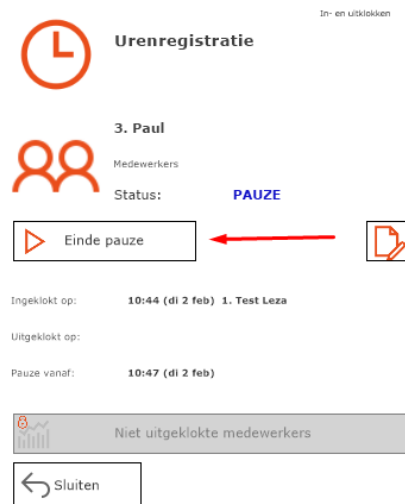 In- en uitklokken
Urenregistratie
3. Paul
Medewerkers
Status: PAUZE
Einde pauze
Ingeklokt op: 10:44 (di 2 feb) 1. Test Leza
Uitgeklokt op:
Pauze vanaf: 10:47 (di 2 feb)
Niet uitgeklokte medewerkers
Sluiten